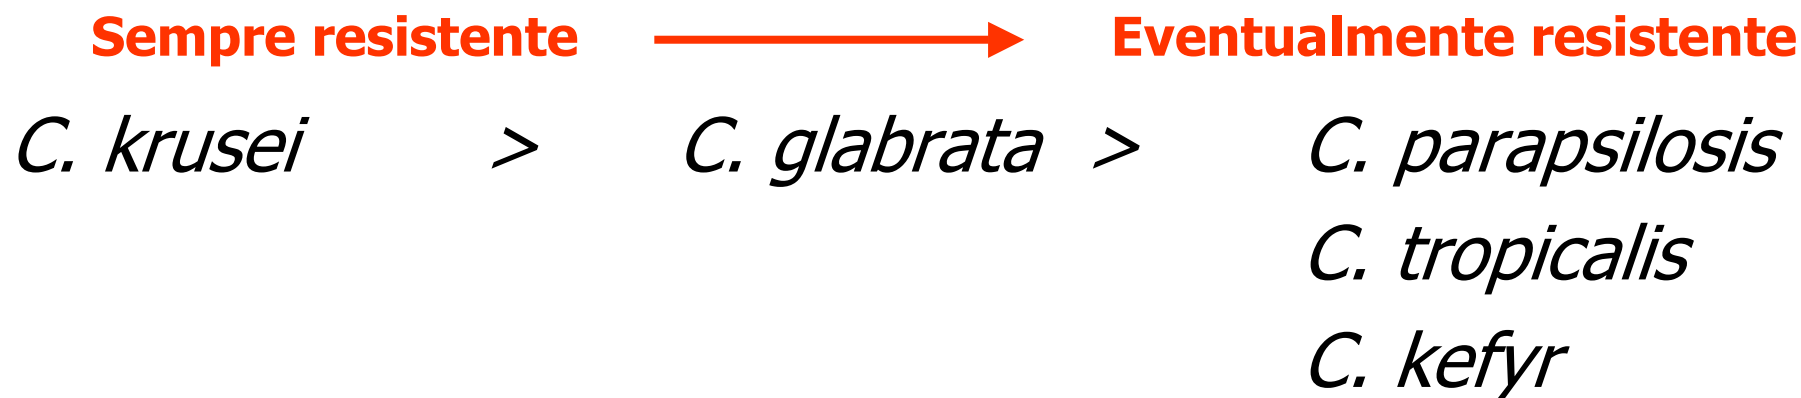 Sempre resistente Eventualmente resistente
C. krusei > C. glabrata > C. parapsilosis
C. tropicalis
C. kefyr